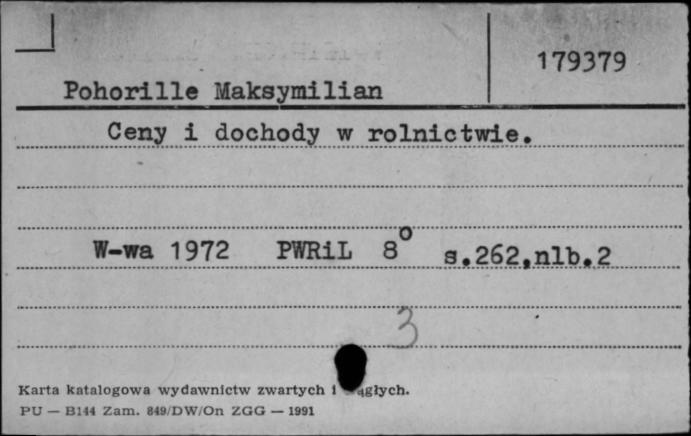 179379
Pohorille Maksymilian
Ceny i dochody w rolnictwie.
W-wa 1972 PWRiL 8° s.262,nlb.2
3
Karta katalogowa wydawnictw zwartych i
PU — B144 Zam. 849/DW/On ZGG — 1991